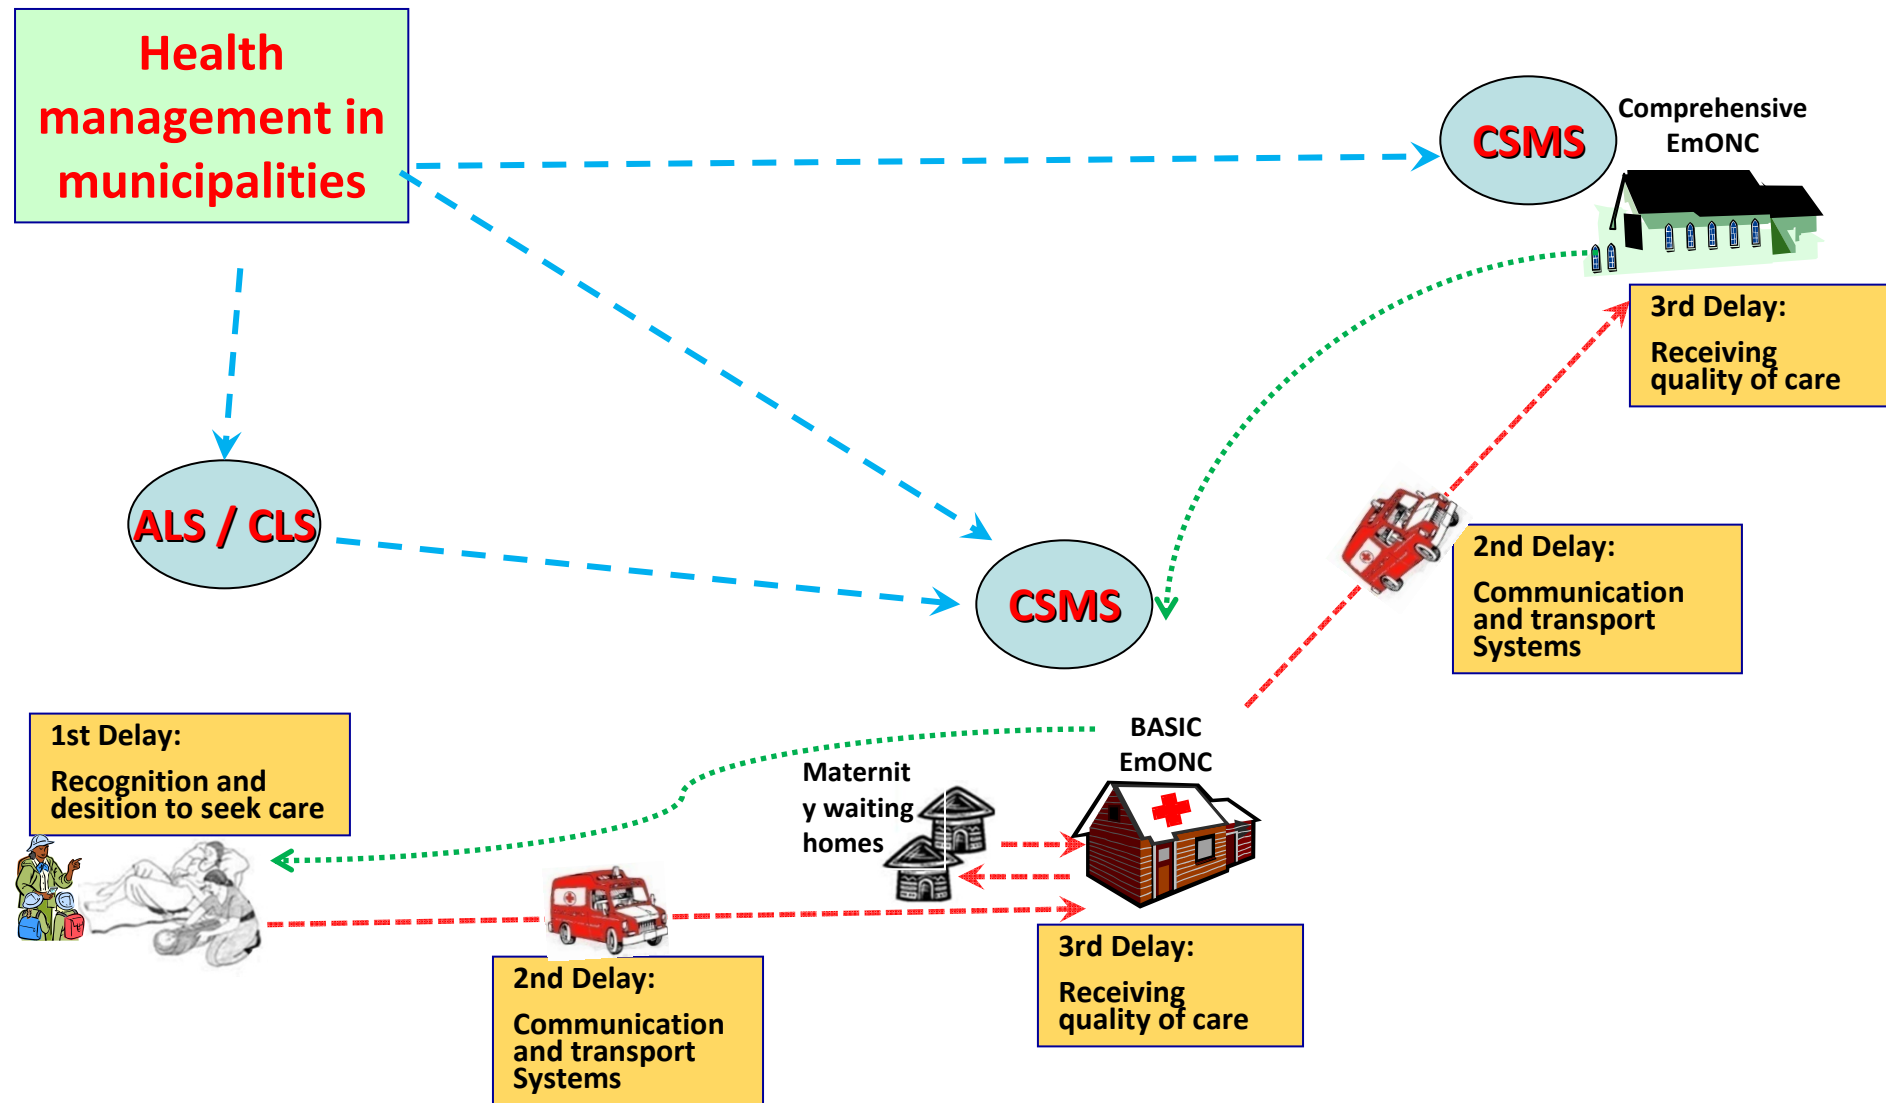 Health
management in
municipalities
CSMS
Comprehensive
EmONC
3rd Delay:
Receiving
quality of care
ALS / CLS
CSMS
2nd Delay:
Communication
and transport
Systems
1st Delay:
Recognition and
desition to seek care
BASIC
EmONC
Maternit
y waiting
homes
2nd Delay:
Communication
and transport
Systems
3rd Delay:
Receiving
quality of care